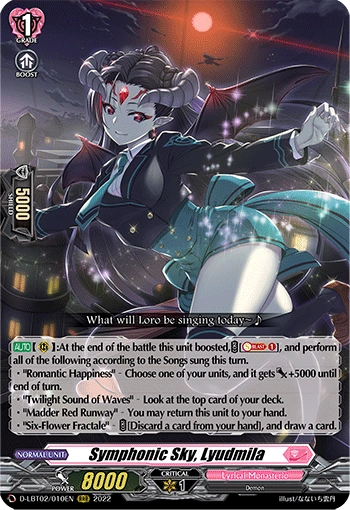 1
GRADE
BOOST
5000
SHIELD
What will Loro be singing today~♪
AUTO [ ]:At the end of the battle this unit boosted, [SOUL BLAST 1], and perform
all of the following according to the Songs sung this turn.
・"Romantic Happiness" - Choose one of your units, and it gets +5000 until
end of turn.
・"Twilight Sound of Waves" - Look at the top card of your deck.
・"Madder Red Runway" - You may return this unit to your hand.
・"Six-Flower Fractale" - [Discard a card from your hand], and draw a card.
NORMAL UNIT
Symphonic Sky, Lyudmila
POWER 8000
CRITICAL
1
Lyrical Monasterio
Demon
D-LBT02/010EN RRR 2022
illust/なないろ雲丹